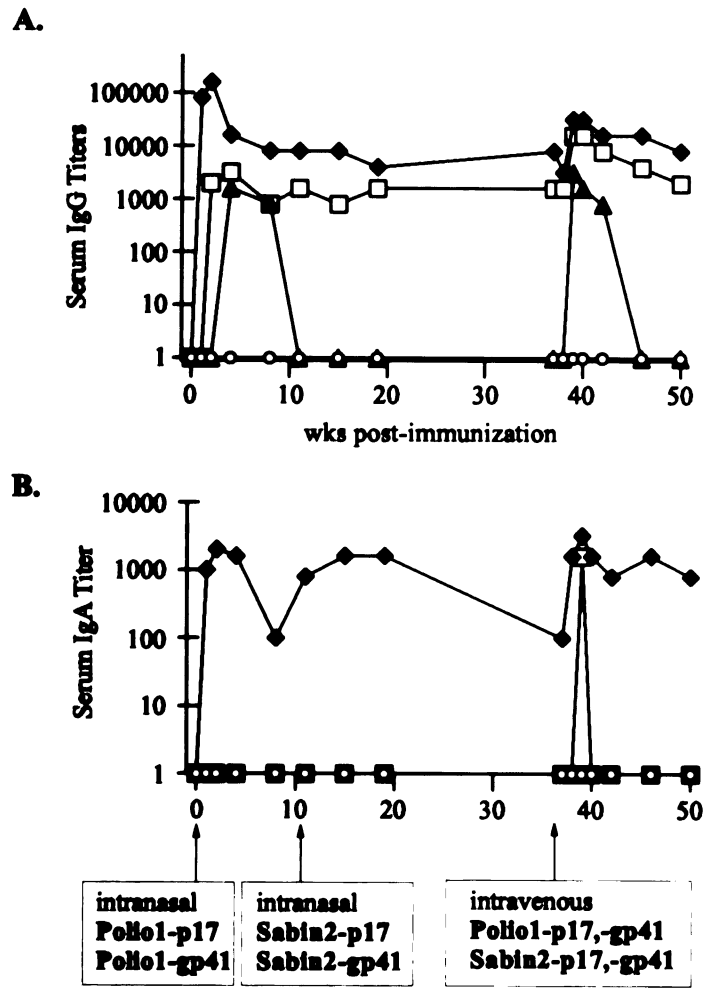 A.
Serum IgG Titers
100000
10000
1000
100
10
1
0
10
20
30
40
50
wks post-immunization
B.
Serum IgA Titer
10000
1000
100
10
1
0
10
20
30
40
50
intranasal
Polio1-p17
Polio1-gp41
intranasal
Sabin2-p17
Sabin2-gp41
intravenous
Polio1-p17,-gp41
Sabin2-p17,-gp41